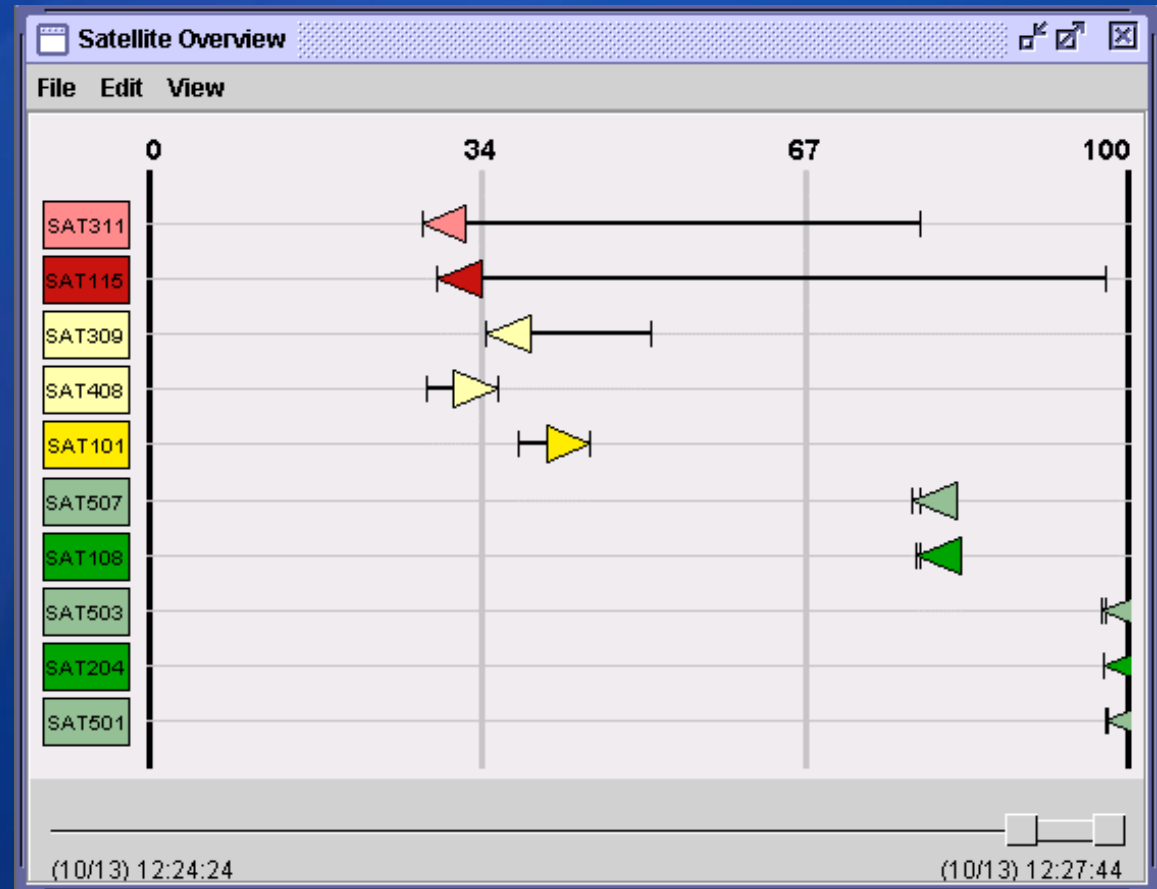 Satellite Overview
File Edit View
0 34 67 100
SAT311
SAT115
SAT309
SAT408
SAT101
SAT507
SAT108
SAT503
SAT204
SAT501
(10/13) 12:24:24 (10/13) 12:27:44